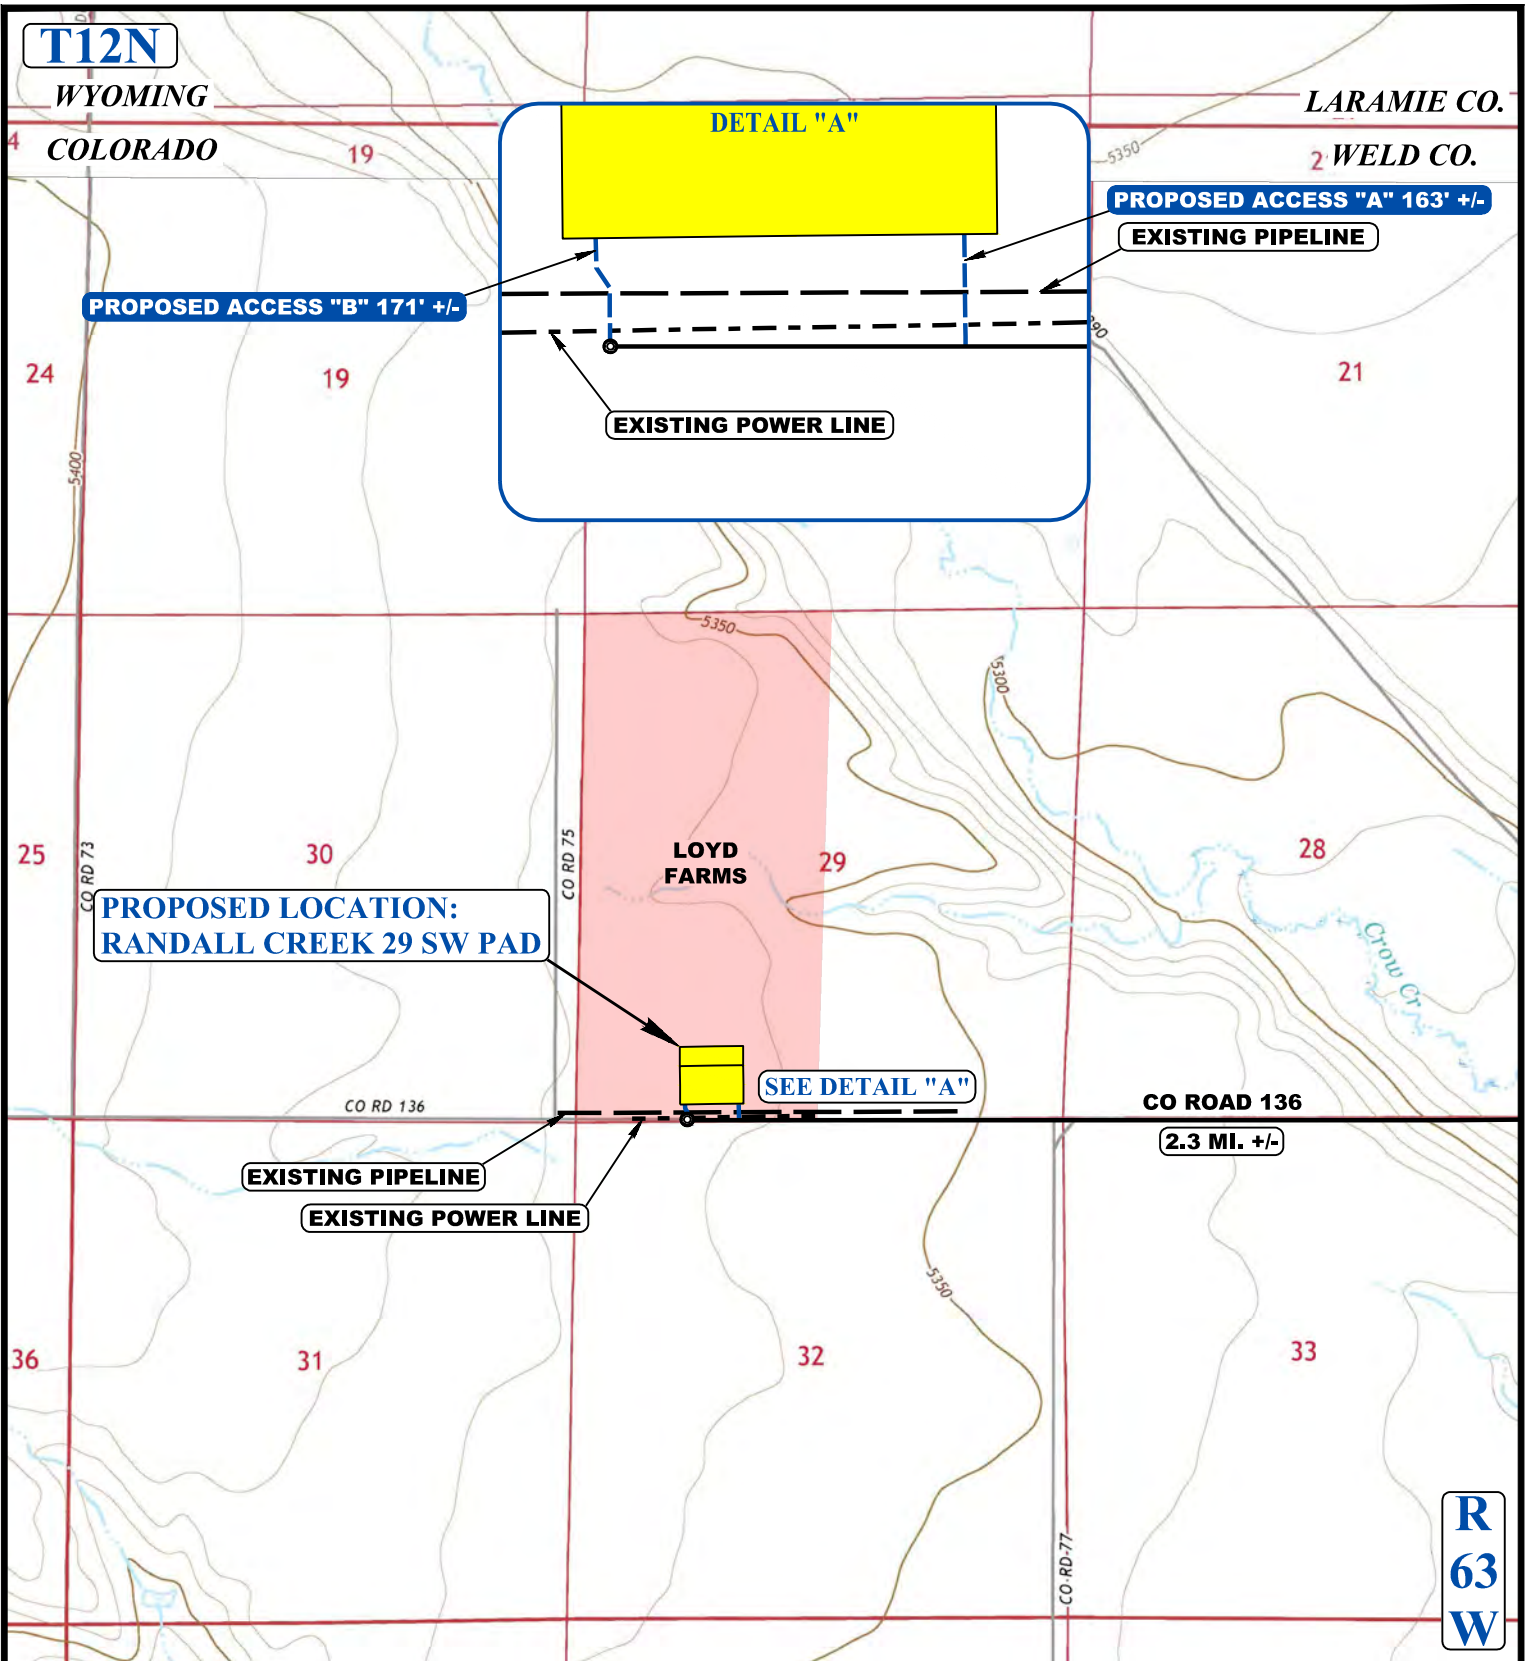 T12N
WYOMING
LARAMIE CO.
4
COLORADO
19
5350
2
WELD CO.
DETAIL "A"
PROPOSED ACCESS "A" 163' +/-
EXISTING PIPELINE
PROPOSED ACCESS "B" 171' +/-
EXISTING POWER LINE
24
19
21
5400
5350
5300
25
CO RD 73
30
CO RD 75
LOYD
FARMS
29
28
PROPOSED LOCATION:
RANDALL CREEK 29 SW PAD
Crow Cr
SEE DETAIL "A"
CO RD 136
CO ROAD 136
2.3 MI. +/-
EXISTING PIPELINE
EXISTING POWER LINE
5350
36
31
32
33
CO-RD-77
R
63
W